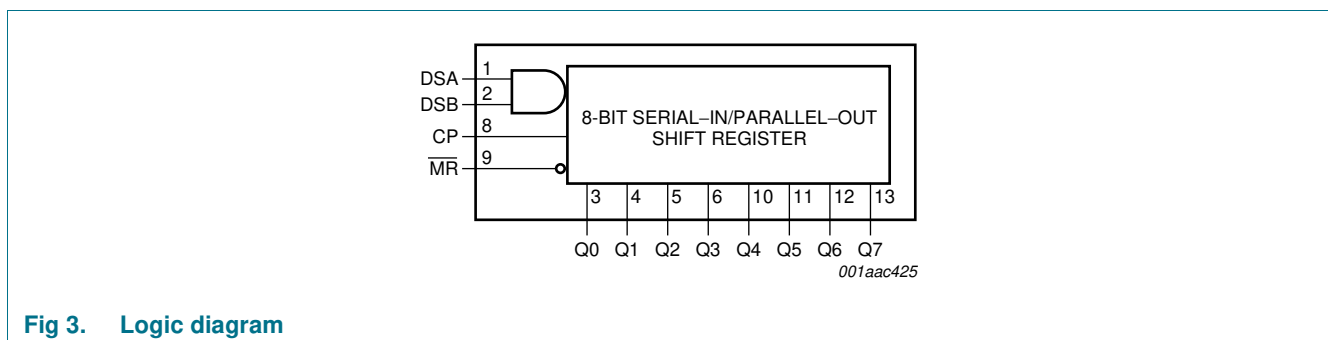 DSA 1
DSB 2
8-BIT SERIAL–IN/PARALLEL–OUT
SHIFT REGISTER
CP 8
M̅R̅ 9
3 4 5 6 10 11 12 13
Q0 Q1 Q2 Q3 Q4 Q5 Q6 Q7
001aac425
Fig 3. Logic diagram